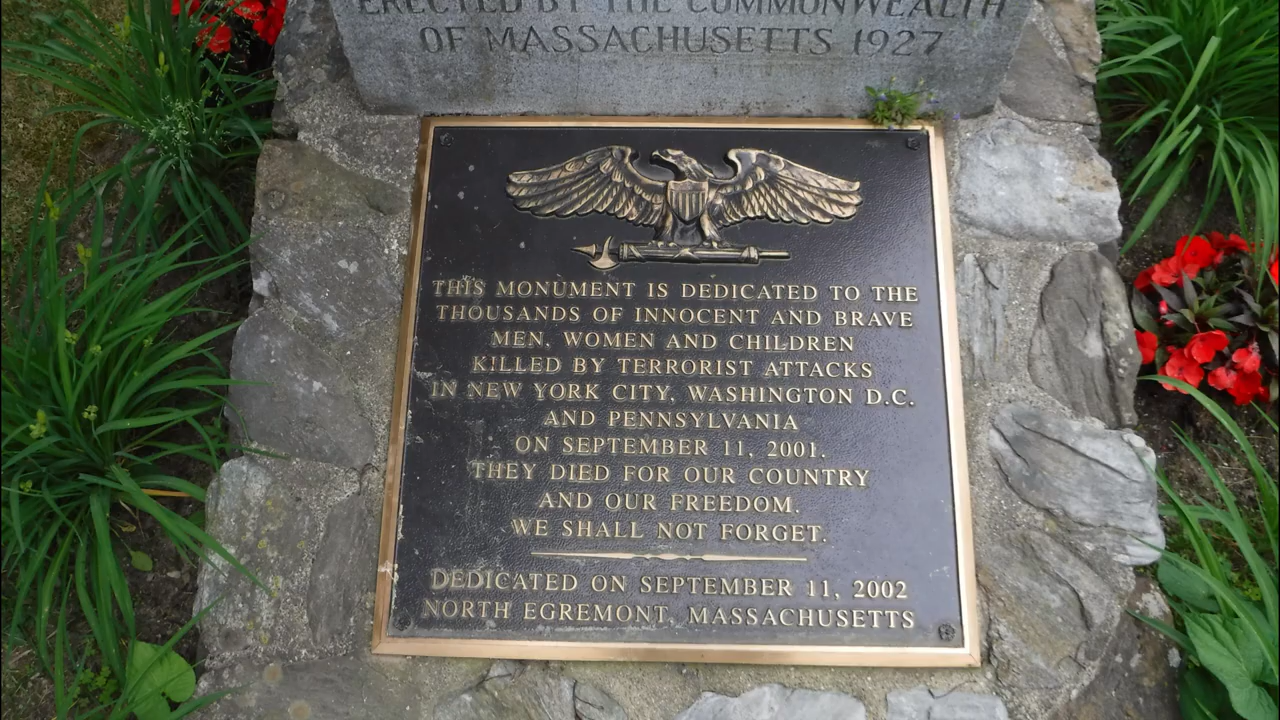 ERECTED BY THE COMMONWEALTH
OF MASSACHUSETTS 1927
THIS MONUMENT IS DEDICATED TO THE
THOUSANDS OF INNOCENT AND BRAVE
MEN, WOMEN AND CHILDREN
KILLED BY TERRORIST ATTACKS
IN NEW YORK CITY, WASHINGTON D.C.
AND PENNSYLVANIA
ON SEPTEMBER 11, 2001.
THEY DIED FOR OUR COUNTRY
AND OUR FREEDOM.
WE SHALL NOT FORGET.
DEDICATED ON SEPTEMBER 11, 2002
NORTH EGREMONT, MASSACHUSETTS